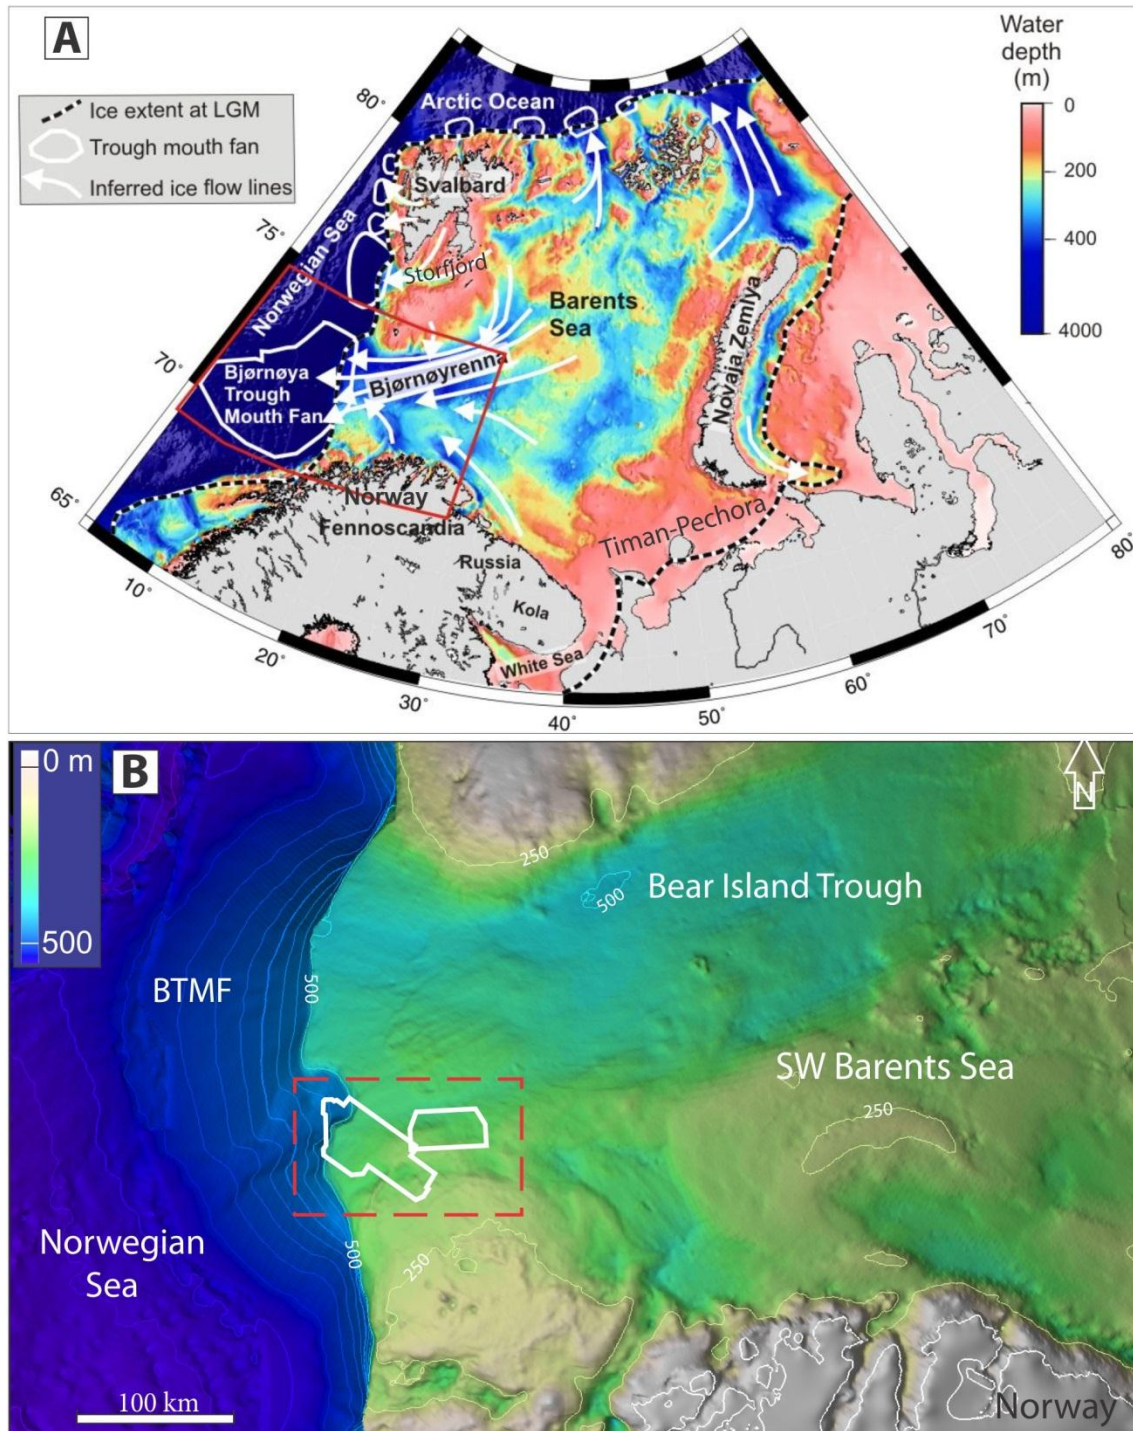 A
Water
depth
(m)
0
200
400
4000
Ice extent at LGM
Trough mouth fan
Inferred ice flow lines
80˚
75˚
70˚
65˚
10˚
20˚
30˚
40˚
50˚
60˚
70˚
80˚
Arctic Ocean
Svalbard
Norwegian Sea
Storfjord
Barents
Sea
Novaja Zemlya
Bjørnøyrenna
Bjørnøya
Trough
Mouth Fan
Norway
Fennoscandia
Timan-Pechora
Russia
Kola
White Sea
B
0 m
500
N
250
500
Bear Island Trough
BTMF
500
SW Barents Sea
250
Norwegian
Sea
500
250
100 km
Norway